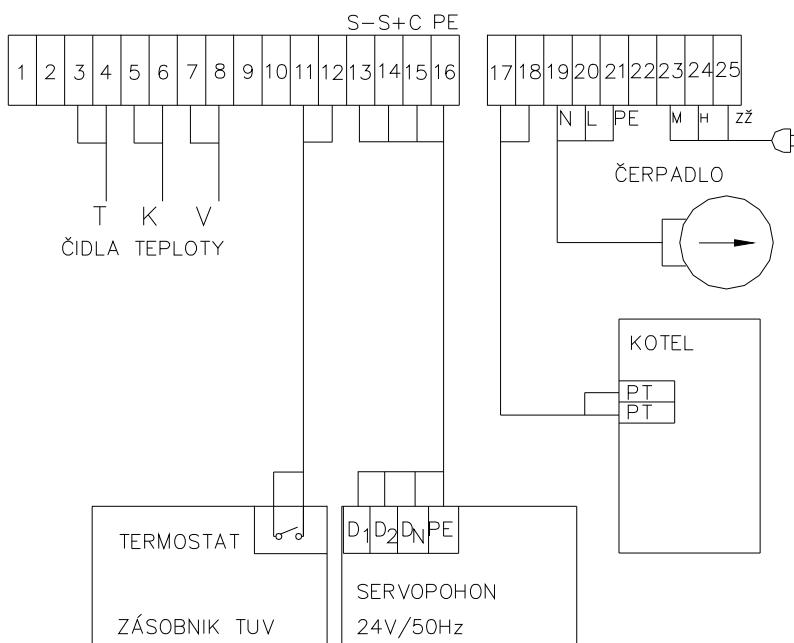 S-S+C PE
1 2 3 4 5 6 7 8 9 10 11 12 13 14 15 16
17 18 19 20 21 22 23 24 25
N L PE M H ZŽ
ČERPADLO
T K V
ČIDLA TEPLOTY
KOTEL
PT
PT
D1 D2 DN PE
TERMOSTAT
SERVOPOHON
ZÁSOBNIK TUV
24V/50Hz